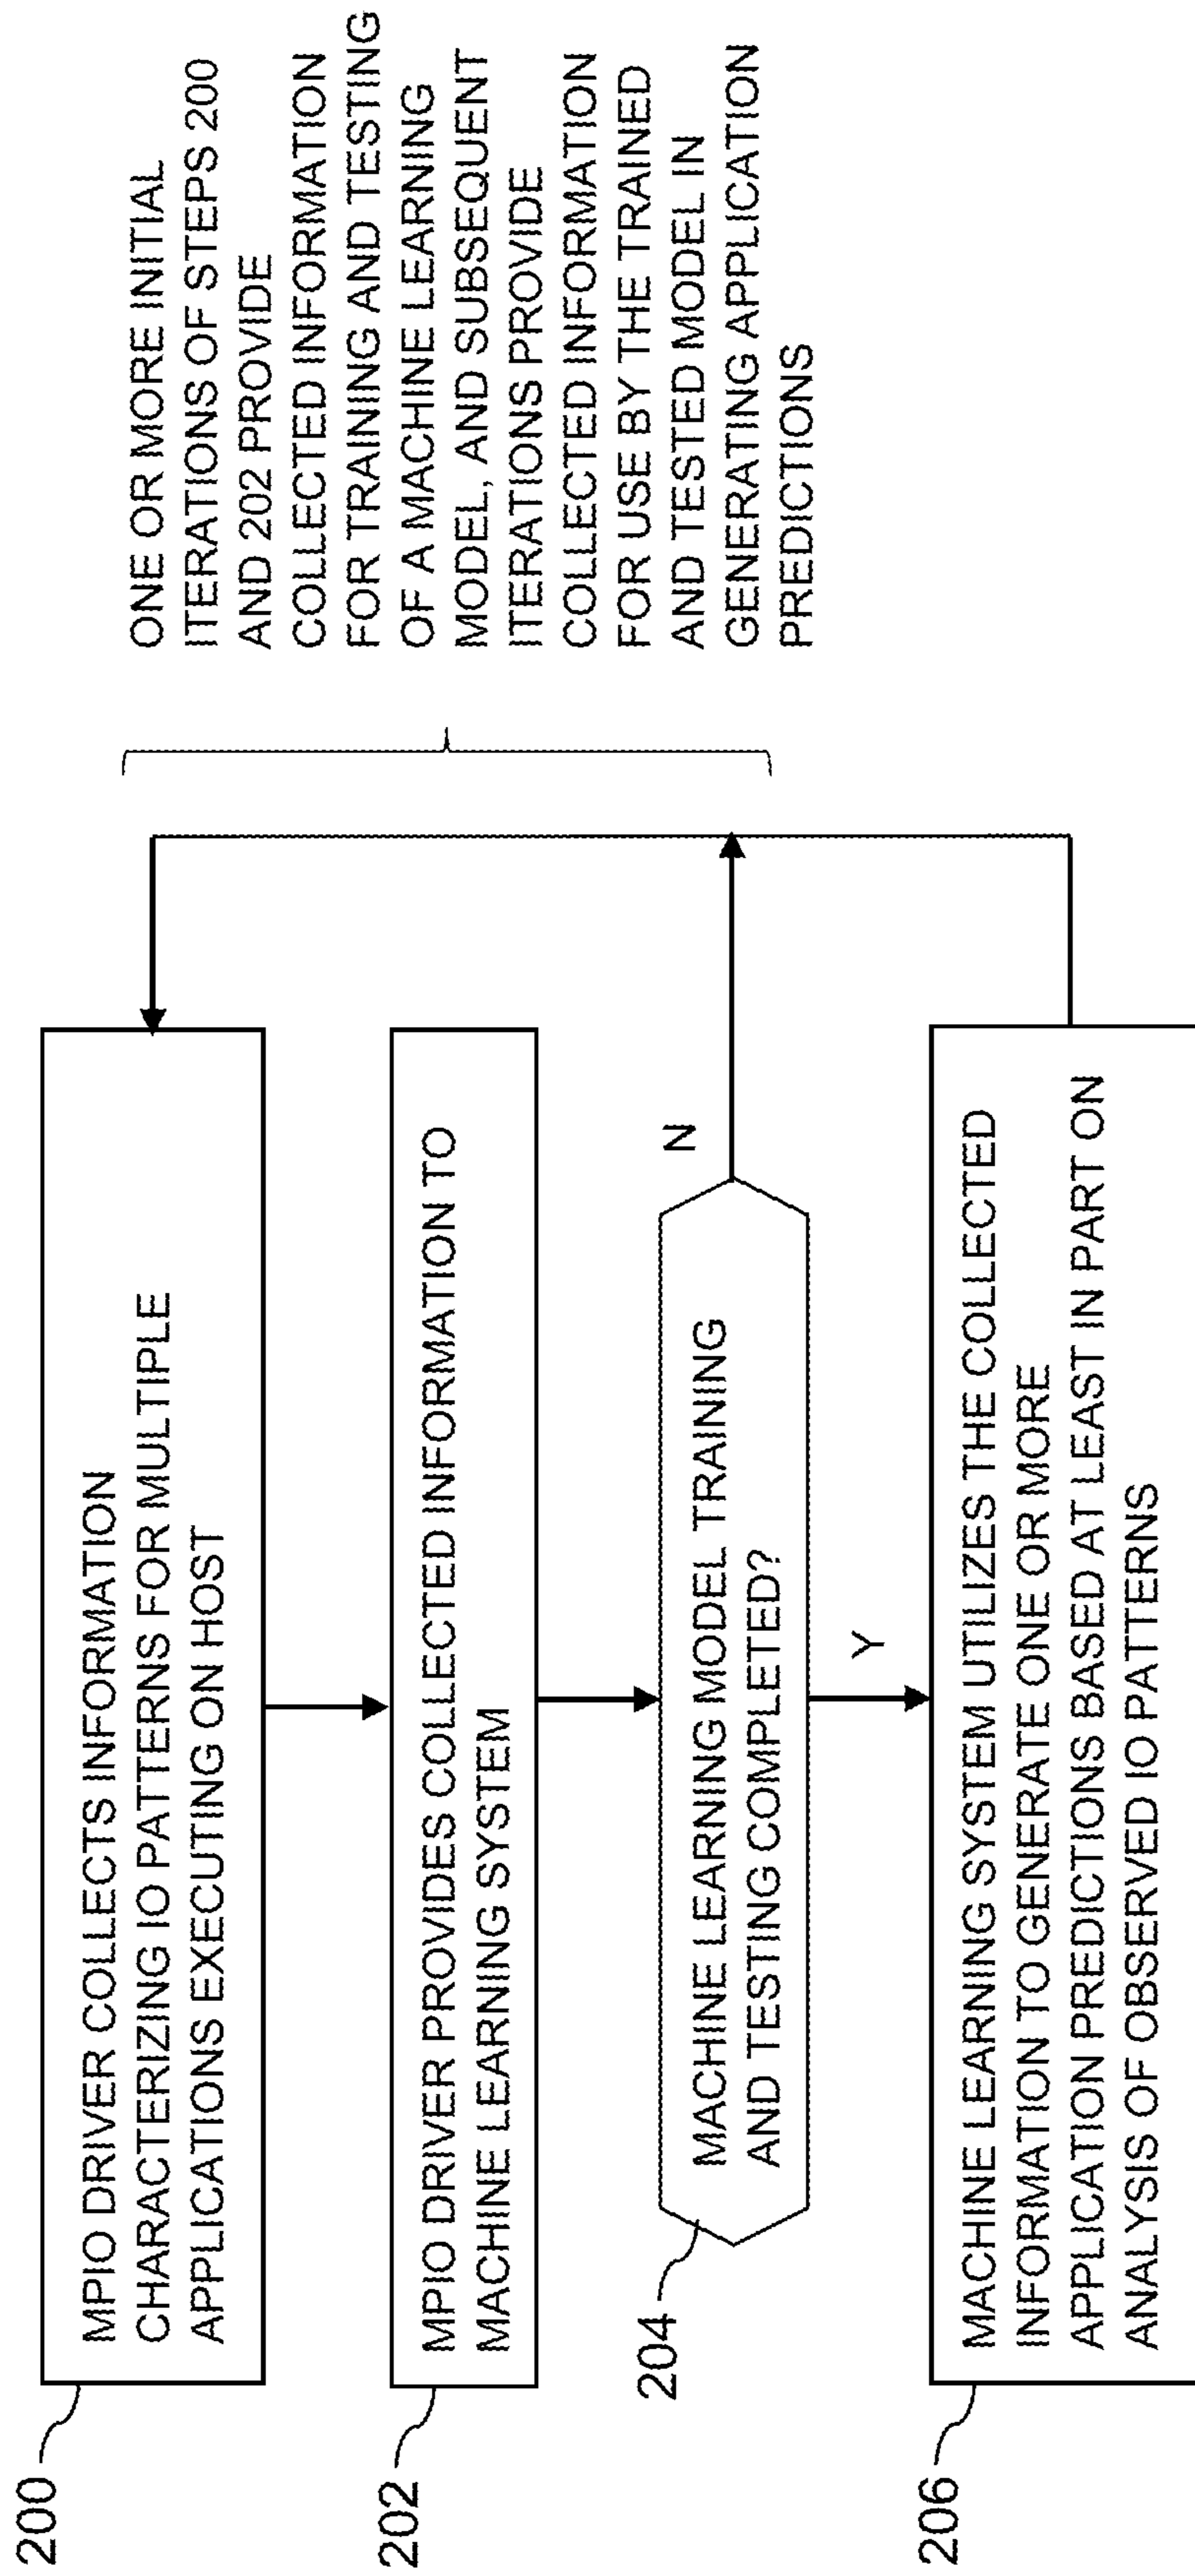 200
MPIO DRIVER COLLECTS INFORMATION
CHARACTERIZING IO PATTERNS FOR MULTIPLE
APPLICATIONS EXECUTING ON HOST
202
MPIO DRIVER PROVIDES COLLECTED INFORMATION TO
MACHINE LEARNING SYSTEM
204
MACHINE LEARNING MODEL TRAINING
AND TESTING COMPLETED?
N
Y
206
MACHINE LEARNING SYSTEM UTILIZES THE COLLECTED
INFORMATION TO GENERATE ONE OR MORE
APPLICATION PREDICTIONS BASED AT LEAST IN PART ON
ANALYSIS OF OBSERVED IO PATTERNS
ONE OR MORE INITIAL
ITERATIONS OF STEPS 200
AND 202 PROVIDE
COLLECTED INFORMATION
FOR TRAINING AND TESTING
OF A MACHINE LEARNING
MODEL, AND SUBSEQUENT
ITERATIONS PROVIDE
COLLECTED INFORMATION
FOR USE BY THE TRAINED
AND TESTED MODEL IN
GENERATING APPLICATION
PREDICTIONS